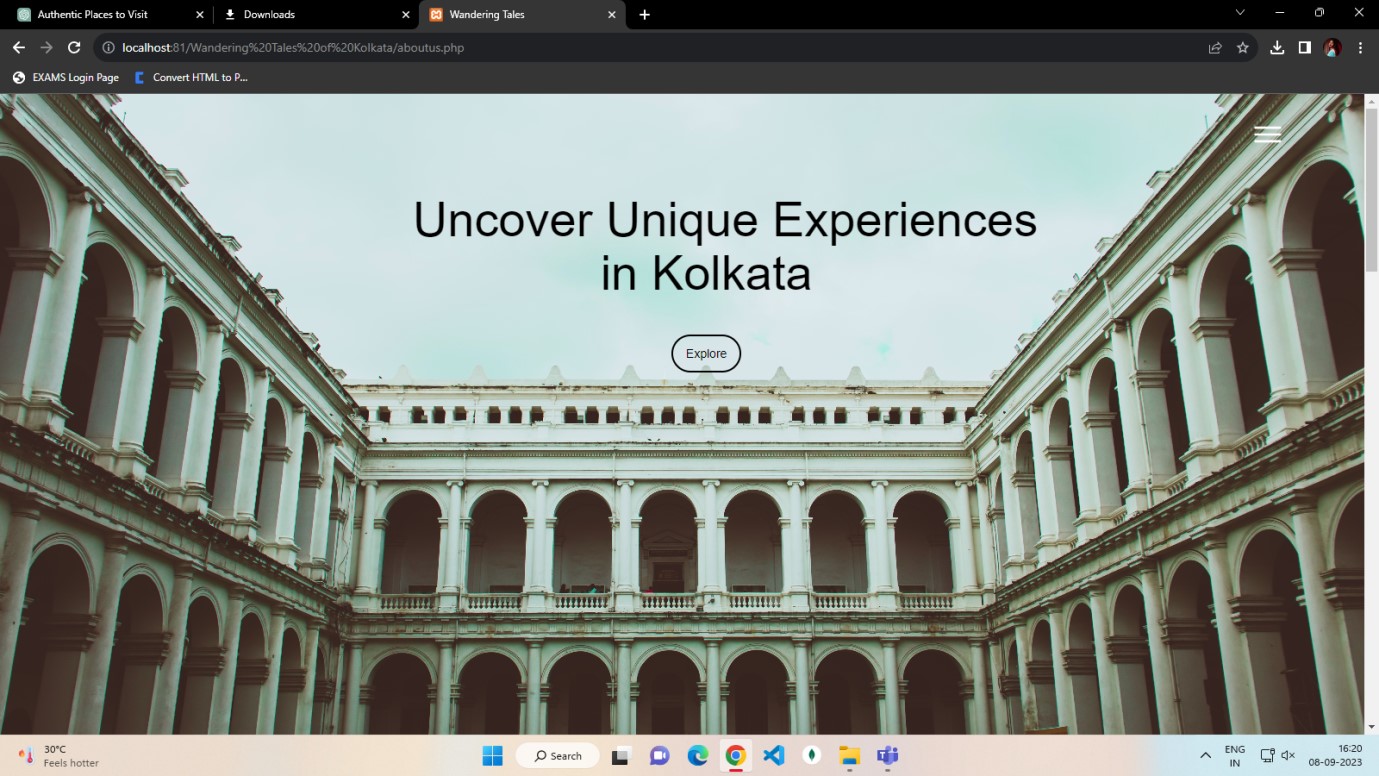 Authentic Places to Visit
Downloads
Wandering Tales
localhost:81/Wandering%20Tales%20of%20Kolkata/aboutus.php
EXAMS Login Page
Convert HTML to P...
Uncover Unique Experiences
in Kolkata
Explore
30°C
Feels hotter
Search
ENG
IN
16:20
08-09-2023